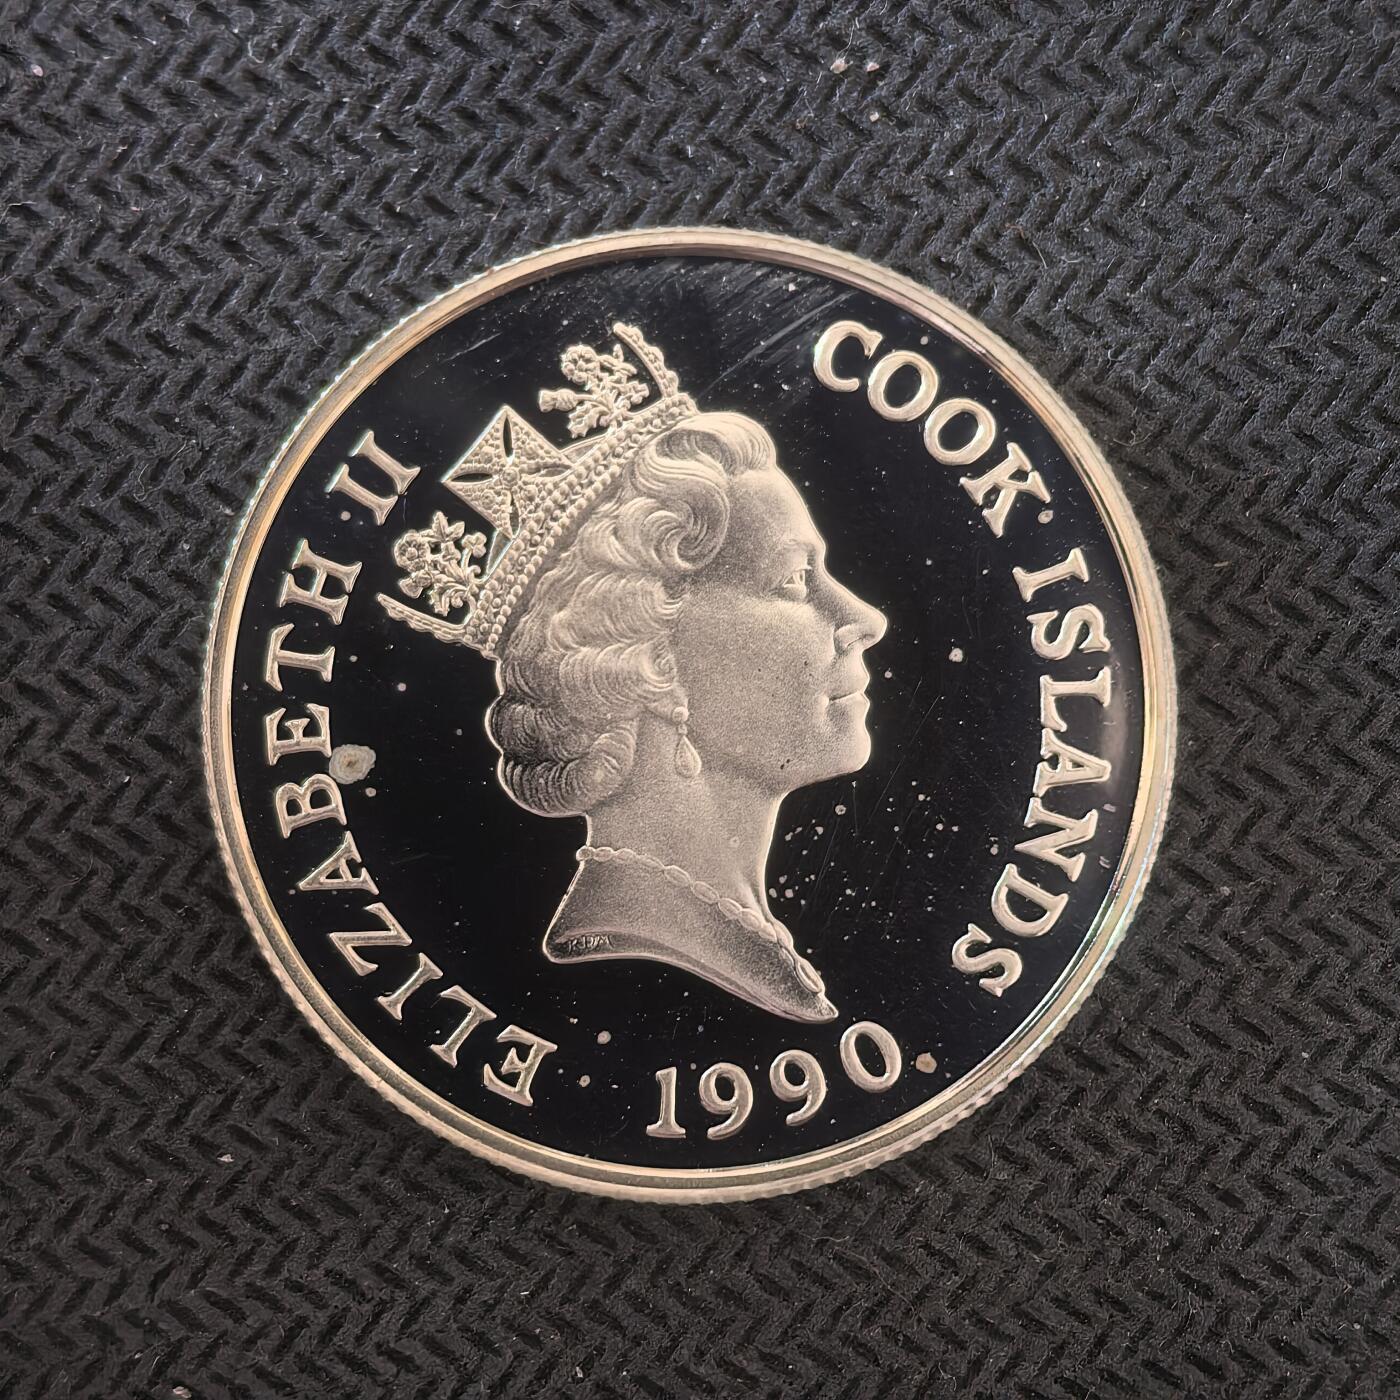 ELIZABETH II
COOK ISLANDS
· 1990 ·
RDM